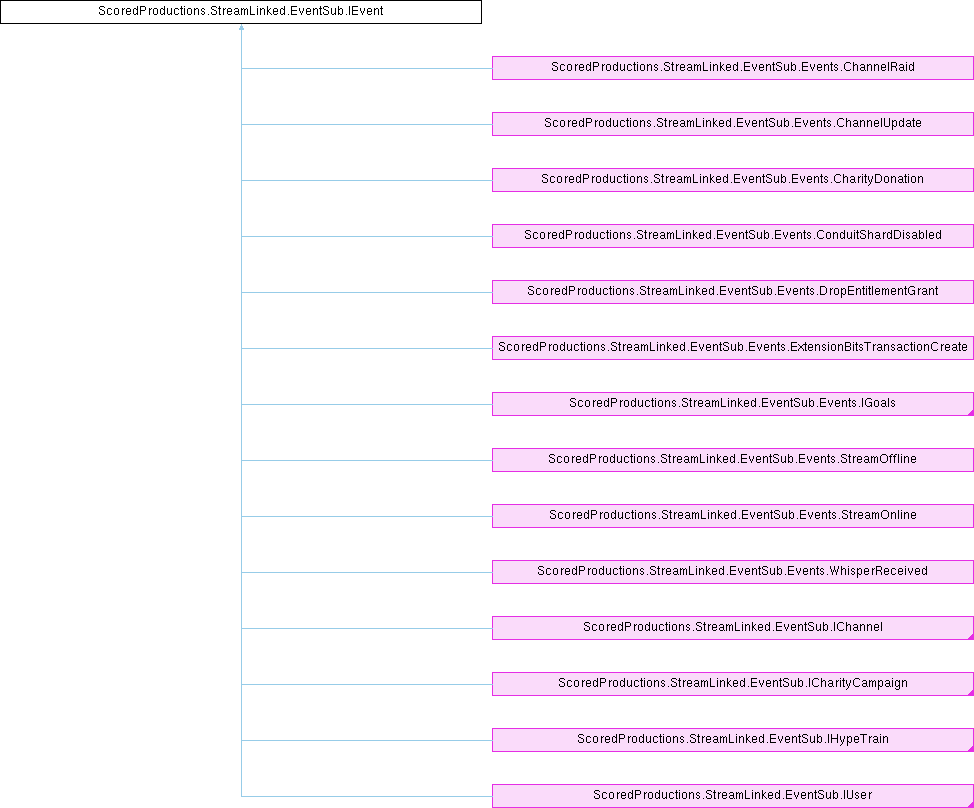 ScoredProductions.StreamLinked.EventSub.IEvent
ScoredProductions.StreamLinked.EventSub.Events.ChannelRaid
ScoredProductions.StreamLinked.EventSub.Events.ChannelUpdate
ScoredProductions.StreamLinked.EventSub.Events.CharityDonation
ScoredProductions.StreamLinked.EventSub.Events.ConduitShardDisabled
ScoredProductions.StreamLinked.EventSub.Events.DropEntitlementGrant
ScoredProductions.StreamLinked.EventSub.Events.ExtensionBitsTransactionCreate
ScoredProductions.StreamLinked.EventSub.Events.IGoals
ScoredProductions.StreamLinked.EventSub.Events.StreamOffline
ScoredProductions.StreamLinked.EventSub.Events.StreamOnline
ScoredProductions.StreamLinked.EventSub.Events.WhisperReceived
ScoredProductions.StreamLinked.EventSub.IChannel
ScoredProductions.StreamLinked.EventSub.ICharityCampaign
ScoredProductions.StreamLinked.EventSub.IHypeTrain
ScoredProductions.StreamLinked.EventSub.IUser